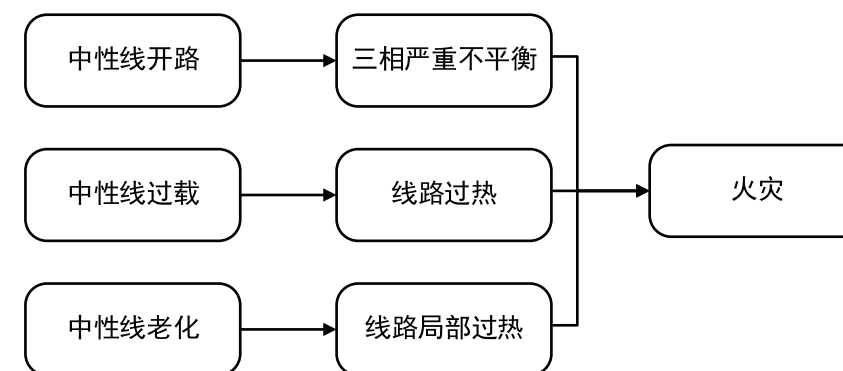 中性线开路
三相严重不平衡
中性线过载
线路过热
火灾
中性线老化
线路局部过热